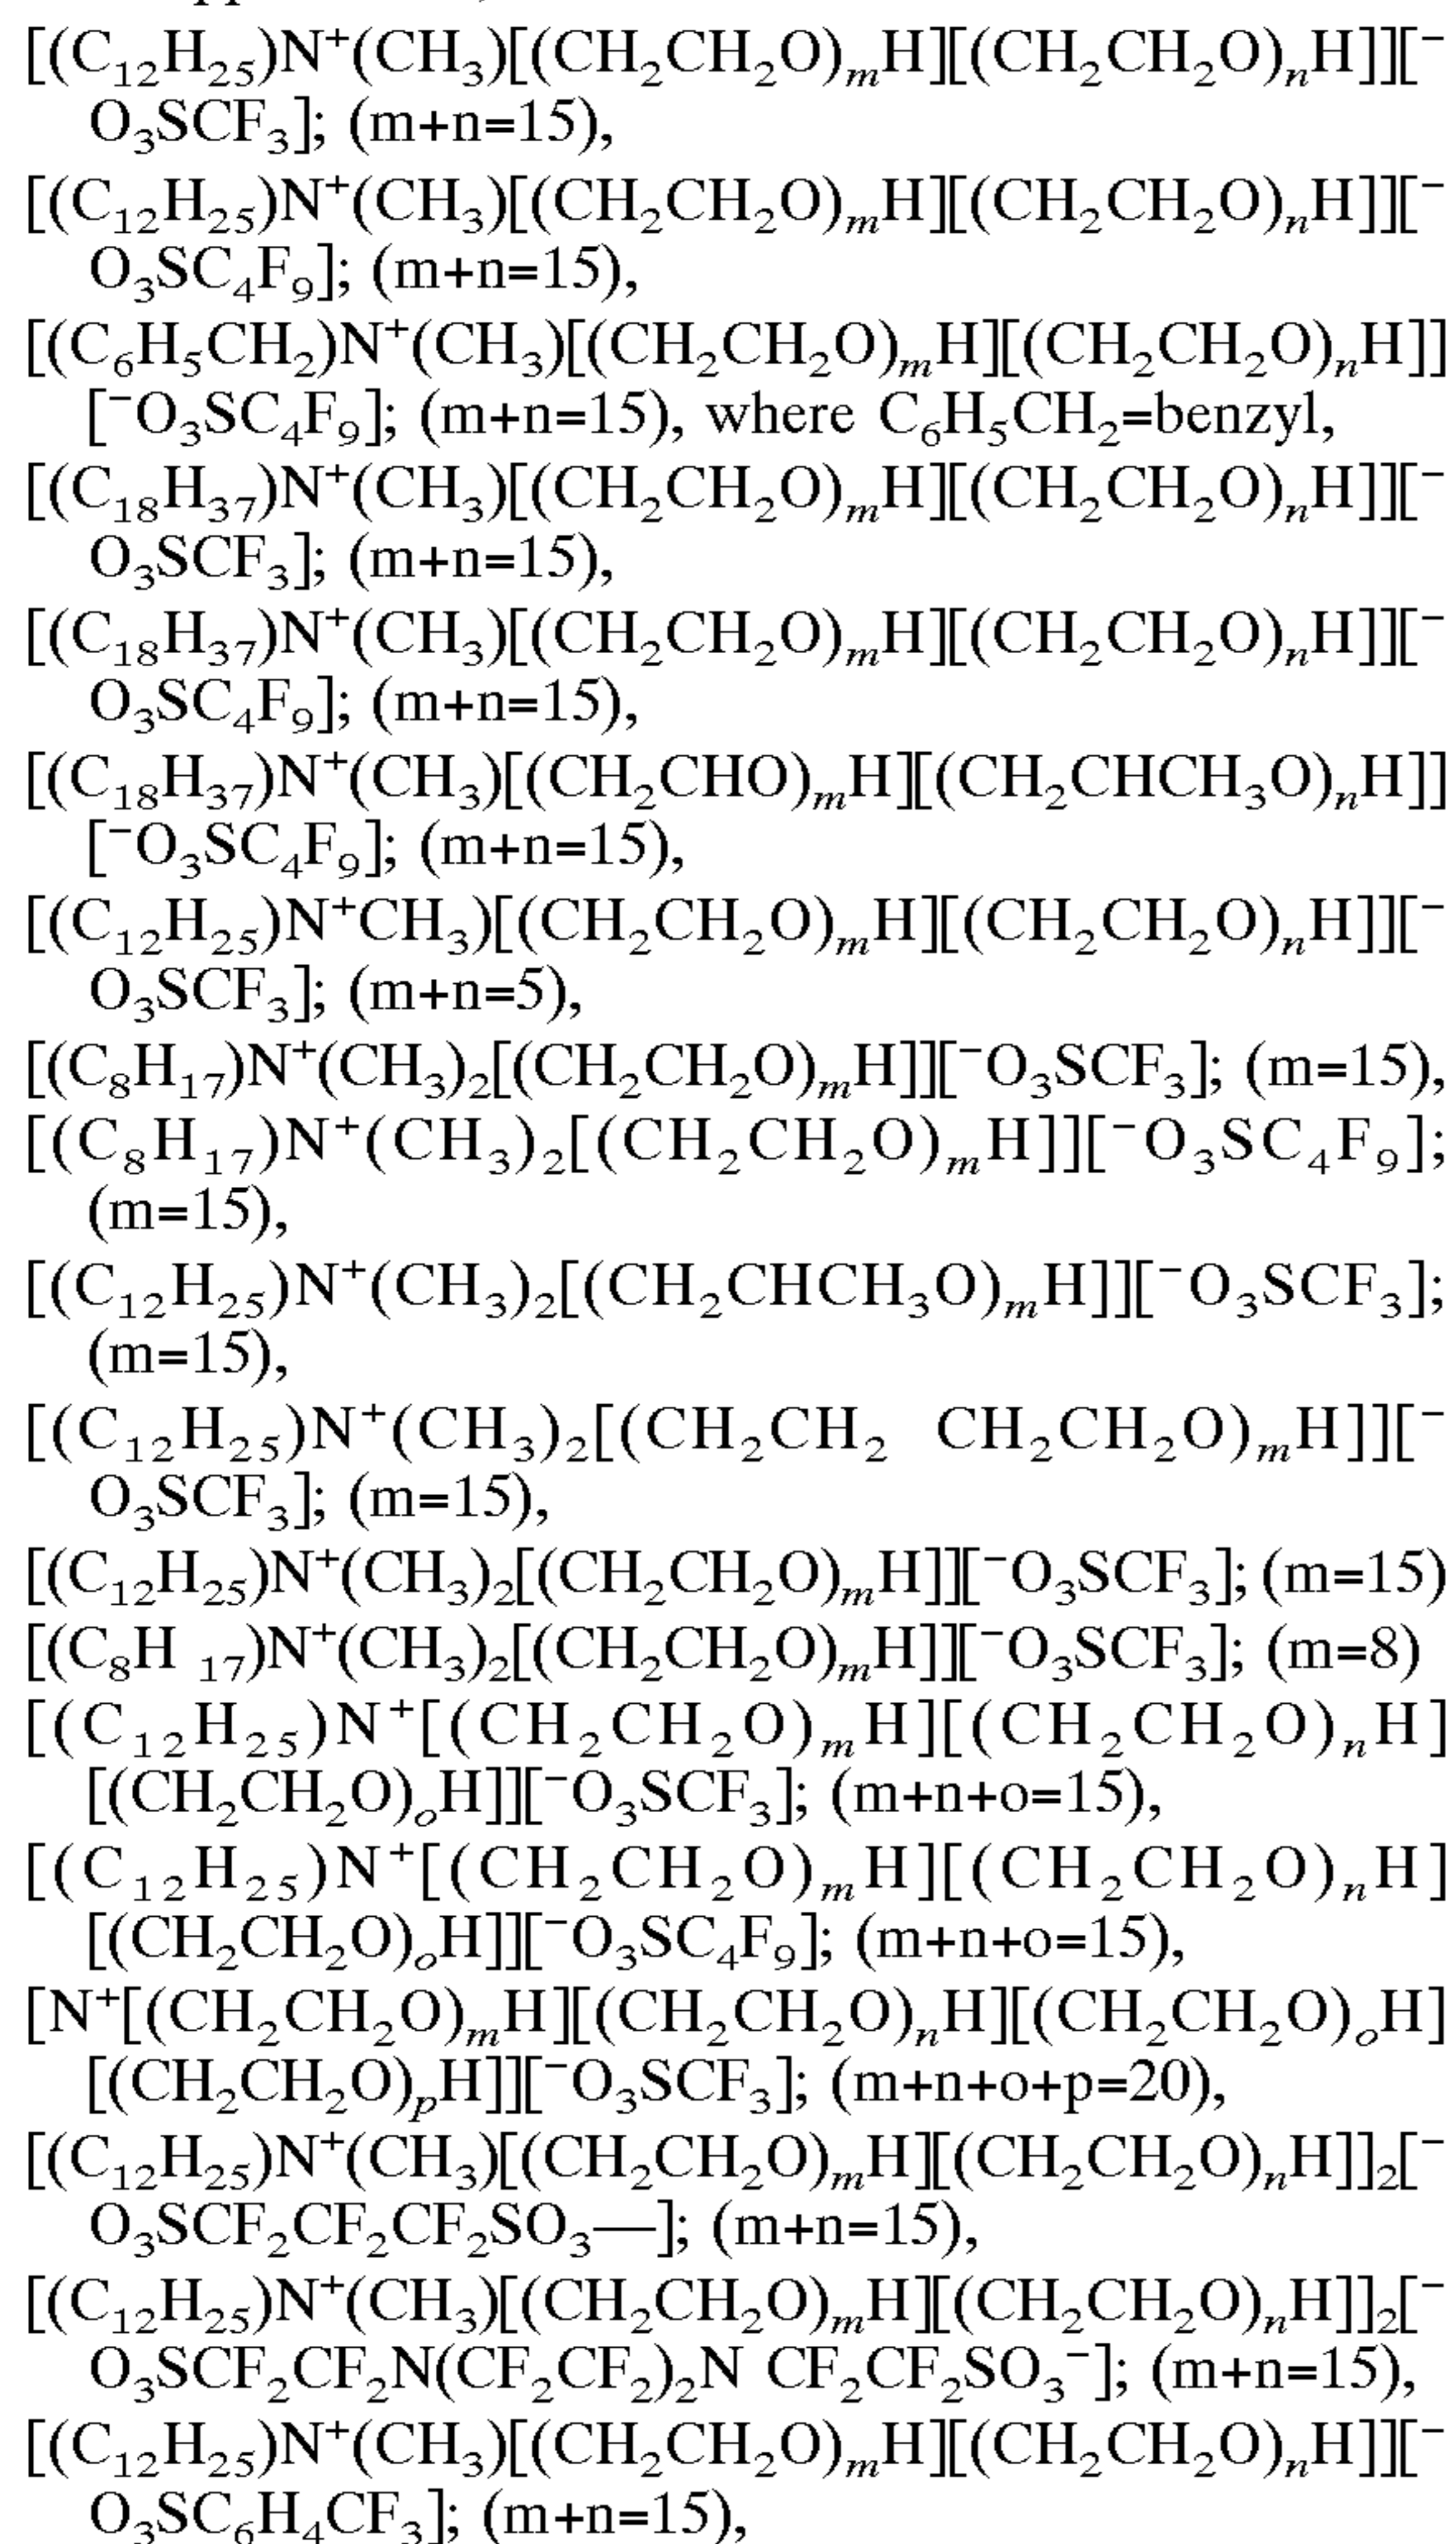 [(C₁₂H₂₅)N⁺(CH₃)[(CH₂CH₂O)ₘH][(CH₂CH₂O)ₙH]][⁻
O₃SCF₃]; (m+n=15),
[(C₁₂H₂₅)N⁺(CH₃)[(CH₂CH₂O)ₘH][(CH₂CH₂O)ₙH]][⁻
O₃SC₄F₉]; (m+n=15),
[(C₆H₅CH₂)N⁺(CH₃)[(CH₂CH₂O)ₘH][(CH₂CH₂O)ₙH]]
[⁻O₃SC₄F₉]; (m+n=15), where C₆H₅CH₂=benzyl,
[(C₁₈H₃₇)N⁺(CH₃)[(CH₂CH₂O)ₘH][(CH₂CH₂O)ₙH]][⁻
O₃SCF₃]; (m+n=15),
[(C₁₈H₃₇)N⁺(CH₃)[(CH₂CH₂O)ₘH][(CH₂CH₂O)ₙH]][⁻
O₃SC₄F₉]; (m+n=15),
[(C₁₈H₃₇)N⁺(CH₃)[(CH₂CHO)ₘH][(CH₂CHCH₃O)ₙH]]
[⁻O₃SC₄F₉]; (m+n=15),
[(C₁₂H₂₅)N⁺CH₃)[(CH₂CH₂O)ₘH][(CH₂CH₂O)ₙH]][⁻
O₃SCF₃]; (m+n=5),
[(C₈H₁₇)N⁺(CH₃)₂[(CH₂CH₂O)ₘH]][⁻O₃SCF₃]; (m=15),
[(C₈H₁₇)N⁺(CH₃)₂[(CH₂CH₂O)ₘH]][⁻O₃SC₄F₉];
(m=15),
[(C₁₂H₂₅)N⁺(CH₃)₂[(CH₂CHCH₃O)ₘH]][⁻O₃SCF₃];
(m=15),
[(C₁₂H₂₅)N⁺(CH₃)₂[(CH₂CH₂ CH₂CH₂O)ₘH]][⁻
O₃SCF₃]; (m=15),
[(C₁₂H₂₅)N⁺(CH₃)₂[(CH₂CH₂O)ₘH]][⁻O₃SCF₃]; (m=15)
[(C₈H ₁₇)N⁺(CH₃)₂[(CH₂CH₂O)ₘH]][⁻O₃SCF₃]; (m=8)
[(C₁₂H₂₅)N⁺[(CH₂CH₂O)ₘH][(CH₂CH₂O)ₙH]
[(CH₂CH₂O)ₒH]][⁻O₃SCF₃]; (m+n+o=15),
[(C₁₂H₂₅)N⁺[(CH₂CH₂O)ₘH][(CH₂CH₂O)ₙH]
[(CH₂CH₂O)ₒH]][⁻O₃SC₄F₉]; (m+n+o=15),
[N⁺[(CH₂CH₂O)ₘH][(CH₂CH₂O)ₙH][(CH₂CH₂O)ₒH]
[(CH₂CH₂O)ₚH]][⁻O₃SCF₃]; (m+n+o+p=20),
[(C₁₂H₂₅)N⁺(CH₃)[(CH₂CH₂O)ₘH][(CH₂CH₂O)ₙH]]₂[⁻
O₃SCF₂CF₂CF₂SO₃—]; (m+n=15),
[(C₁₂H₂₅)N⁺(CH₃)[(CH₂CH₂O)ₘH][(CH₂CH₂O)ₙH]]₂[⁻
O₃SCF₂CF₂N(CF₂CF₂)₂N CF₂CF₂SO₃⁻]; (m+n=15),
[(C₁₂H₂₅)N⁺(CH₃)[(CH₂CH₂O)ₘH][(CH₂CH₂O)ₙH]][⁻
O₃SC₆H₄CF₃]; (m+n=15),